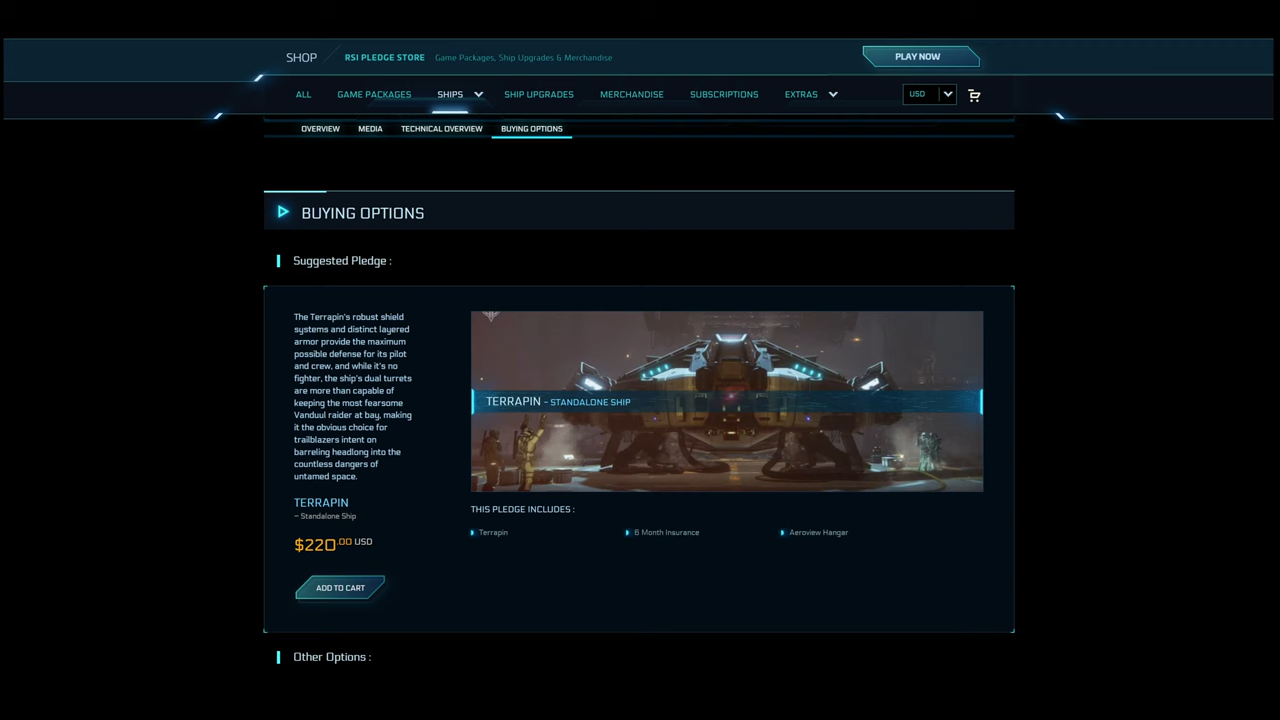 SHOP
RSI PLEDGE STORE
Game Packages, Ship Upgrades & Merchandise
PLAY NOW
ALL
GAME PACKAGES
SHIPS
SHIP UPGRADES
MERCHANDISE
SUBSCRIPTIONS
EXTRAS
USD
OVERVIEW
MEDIA
TECHNICAL OVERVIEW
BUYING OPTIONS
BUYING OPTIONS
Suggested Pledge :
The Terrapin's robust shield
systems and distinct layered
armor provide the maximum
possible defense for its pilot
and crew, and while it's no
fighter, the ship's dual turrets
are more than capable of
keeping the most fearsome
Vanduul raider at bay, making
it the obvious choice for
trailblazers intent on
barreling headlong into the
countless dangers of
untamed space.
TERRAPIN
– Standalone Ship
$220.00 USD
ADD TO CART
TERRAPIN – STANDALONE SHIP
THIS PLEDGE INCLUDES :
Terrapin
6 Month Insurance
Aeroview Hangar
Other Options :